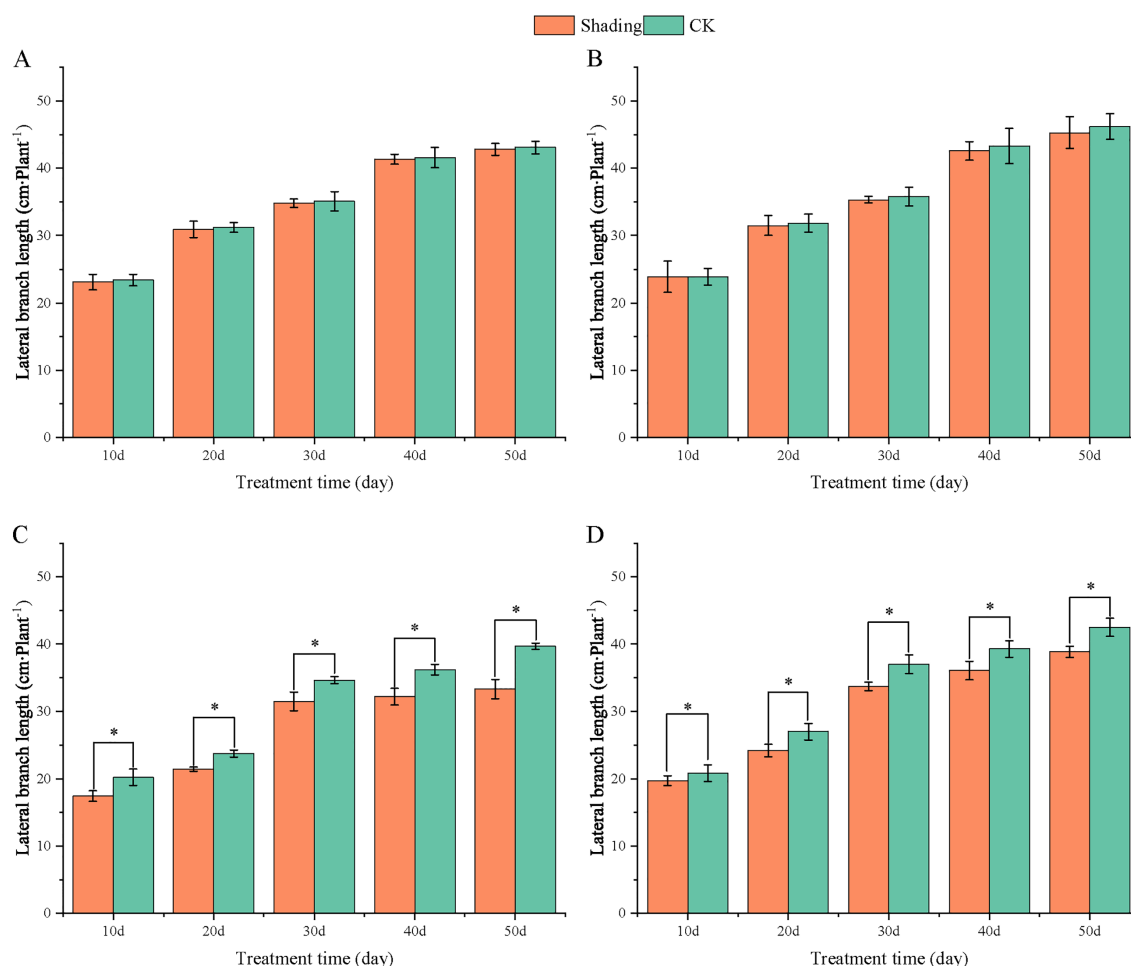 Shading CK
A
Lateral branch length (cm·Plant⁻¹)
50
40
30
20
10
0
10d 20d 30d 40d 50d
Treatment time (day)
B
Lateral branch length (cm·Plant⁻¹)
50
40
30
20
10
0
10d 20d 30d 40d 50d
Treatment time (day)
C
Lateral branch length (cm·Plant⁻¹)
50
40
30
20
10
0
* * * * *
10d 20d 30d 40d 50d
Treatment time (day)
D
Lateral branch length (cm·Plant⁻¹)
50
40
30
20
10
0
* * * * *
10d 20d 30d 40d 50d
Treatment time (day)